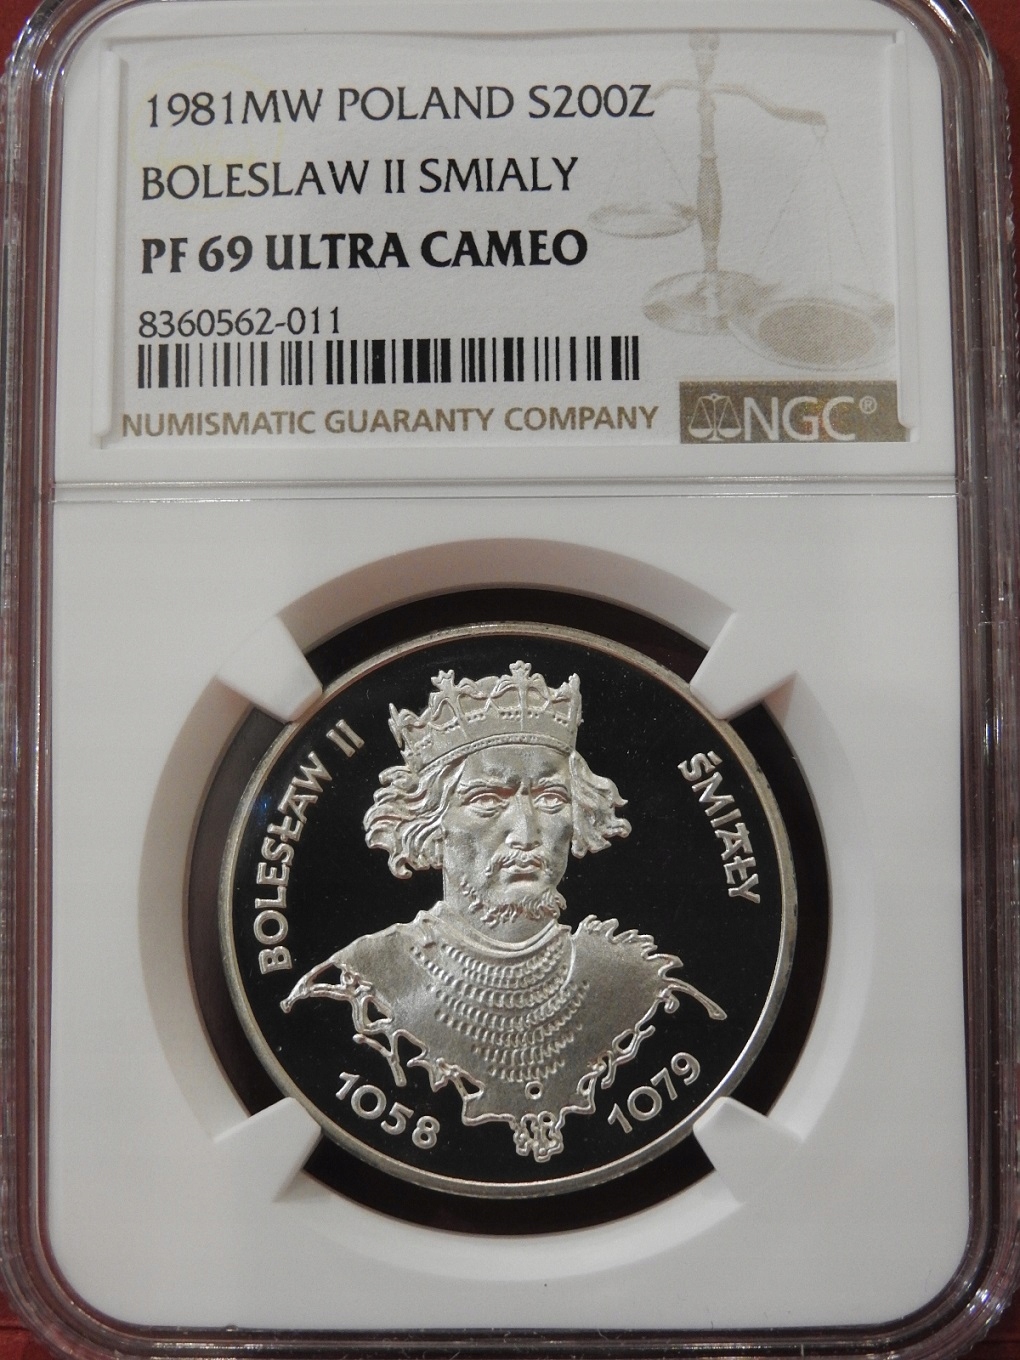 1981MW POLAND S200Z
BOLESLAW II SMIALY
PF 69 ULTRA CAMEO
8360562-011
NUMISMATIC GUARANTY COMPANY
NGC®
BOLESŁAW II
ŚMIAŁY
1058
1079